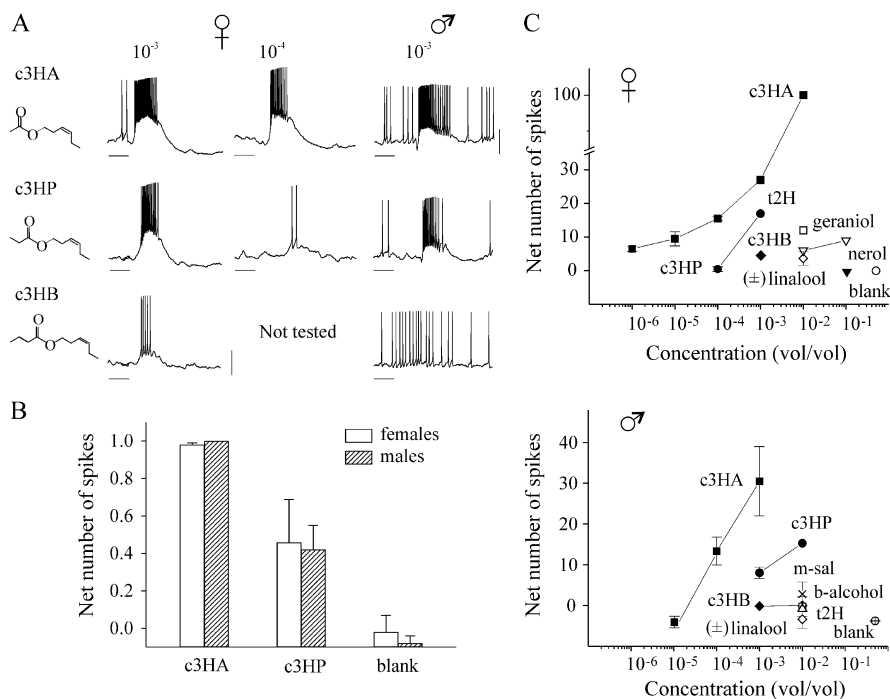 A
♀
♂
10-3
10-4
10-3
c3HA
O
O
c3HP
O
O
c3HB
O
O
Not tested
B
Net number of spikes
1.0
0.8
0.6
0.4
0.2
0.0
females
males
c3HA
c3HP
blank
C
♀
Net number of spikes
100
30
20
10
0
c3HA
t2H
c3HB
c3HP
geraniol
nerol
(±) linalool
blank
10-6
10-5
10-4
10-3
10-2
10-1
Concentration (vol/vol)
♂
Net number of spikes
40
30
20
10
0
c3HA
c3HP
m-sal
b-alcohol
c3HB
t2H
(±) linalool
blank
10-6
10-5
10-4
10-3
10-2
10-1
Concentration (vol/vol)